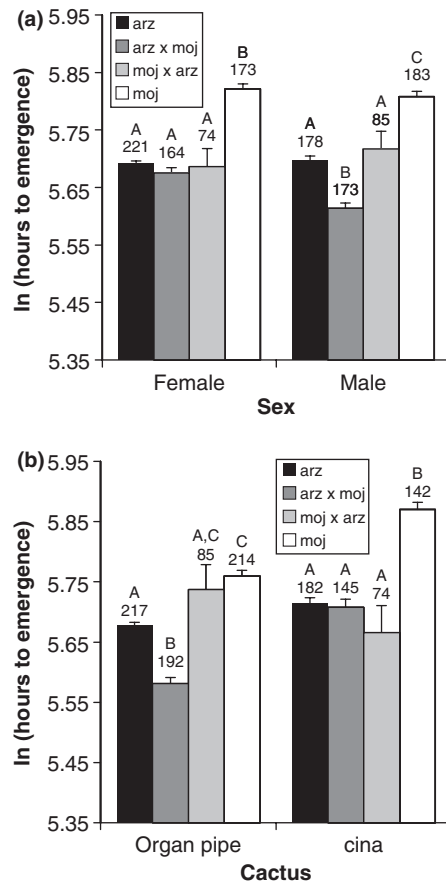 (a)
arz
arz x moj
moj x arz
moj
ln (hours to emergence)
5.95
5.85
5.75
5.65
5.55
5.45
5.35
A
221
A
164
A
74
B
173
A
178
B
173
A
85
C
183
Female
Male
Sex
(b)
arz
arz x moj
moj x arz
moj
ln (hours to emergence)
5.95
5.85
5.75
5.65
5.55
5.45
5.35
A
217
B
192
A,C
85
C
214
A
182
A
145
A
74
B
142
Organ pipe
cina
Cactus